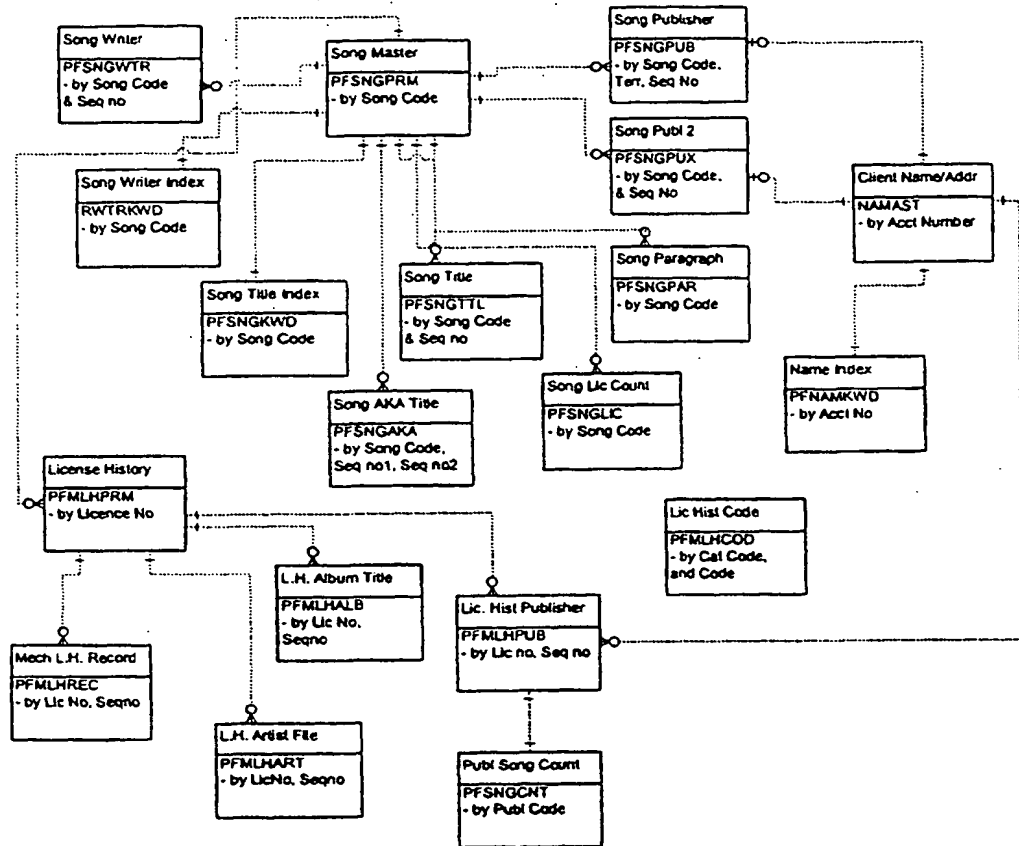 Song Writer
PFSNGWTR
- by Song Code
& Seq no
Song Master
PFSNGPRM
- by Song Code
Song Publisher
PFSNGPUB
- by Song Code,
Terr, Seq No
Song Publ 2
PFSNGPUX
- by Song Code,
& Seq No
Client Name/Addr
NAMAST
- by Acct Number
Song Writer Index
RWTRKWD
- by Song Code
Song Title Index
PFSNGKWD
- by Song Code
Song Title
PFSNGTTL
- by Song Code
& Seq no
Song Paragraph
PFSNGPAR
- by Song Code
Song AKA Title
PFSNGAKA
- by Song Code,
Seq no1, Seq no2
Song Lic Count
PFSNGLIC
- by Song Code
Name Index
PFNAMKWD
- by Acct No
License History
PFMLHPRM
- by Licence No
Lic Hist Code
PFMLHCOD
- by Cat Code,
and Code
L.H. Album Title
PFMLHALB
- by Lic No,
Seqno
Lic. Hist Publisher
PFMLHPUB
- by Lic no, Seq no
Mech L.H. Record
PFMLHREC
- by Lic No, Seqno
L.H. Artist File
PFMLHART
- by LicNo, Seqno
Publ Song Count
PFSNGCNT
- by Publ Code